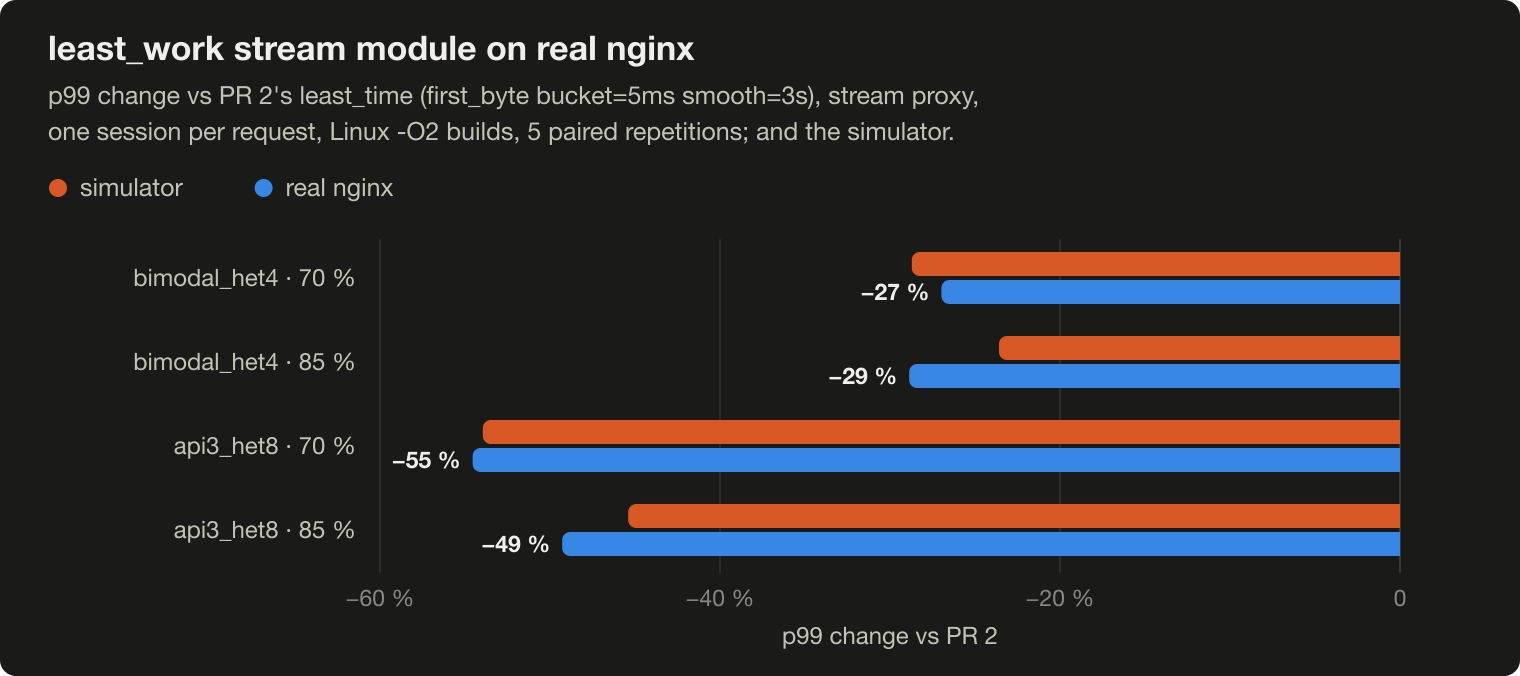 least_work stream module on real nginx
p99 change vs PR 2's least_time (first_byte bucket=5ms smooth=3s), stream proxy,
one session per request, Linux -O2 builds, 5 paired repetitions; and the simulator.
simulator
real nginx
bimodal_het4 · 70 %
−27 %
bimodal_het4 · 85 %
−29 %
api3_het8 · 70 %
−55 %
api3_het8 · 85 %
−49 %
−60 %
−40 %
−20 %
0
p99 change vs PR 2